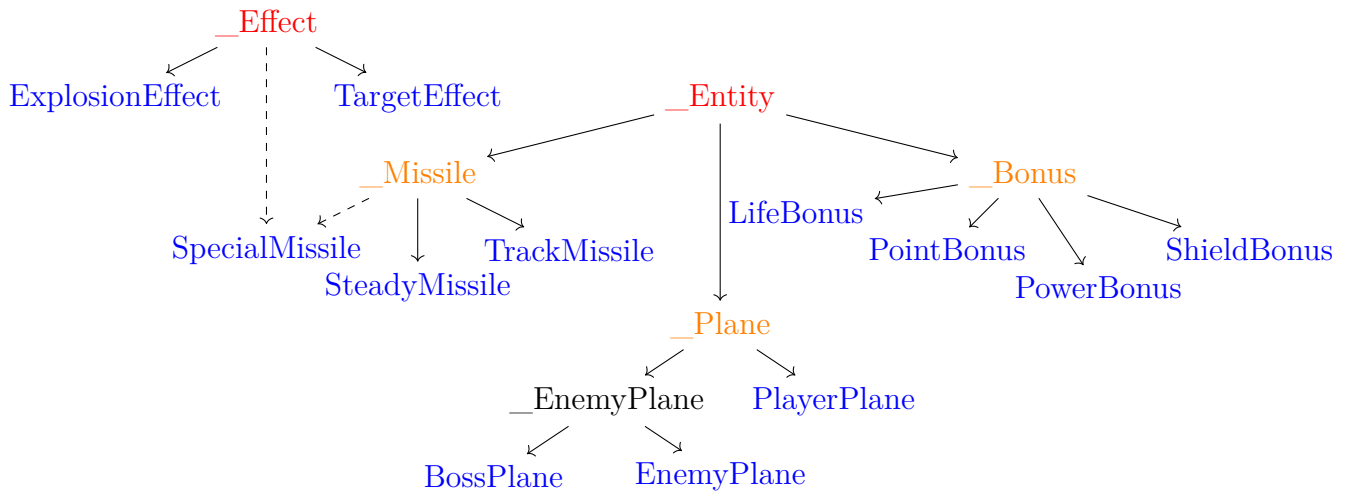 _Effect
ExplosionEffect
TargetEffect
_Entity
_Missile
_Bonus
LifeBonus
SpecialMissile
TrackMissile
PointBonus
ShieldBonus
SteadyMissile
PowerBonus
_Plane
_EnemyPlane
PlayerPlane
BossPlane
EnemyPlane